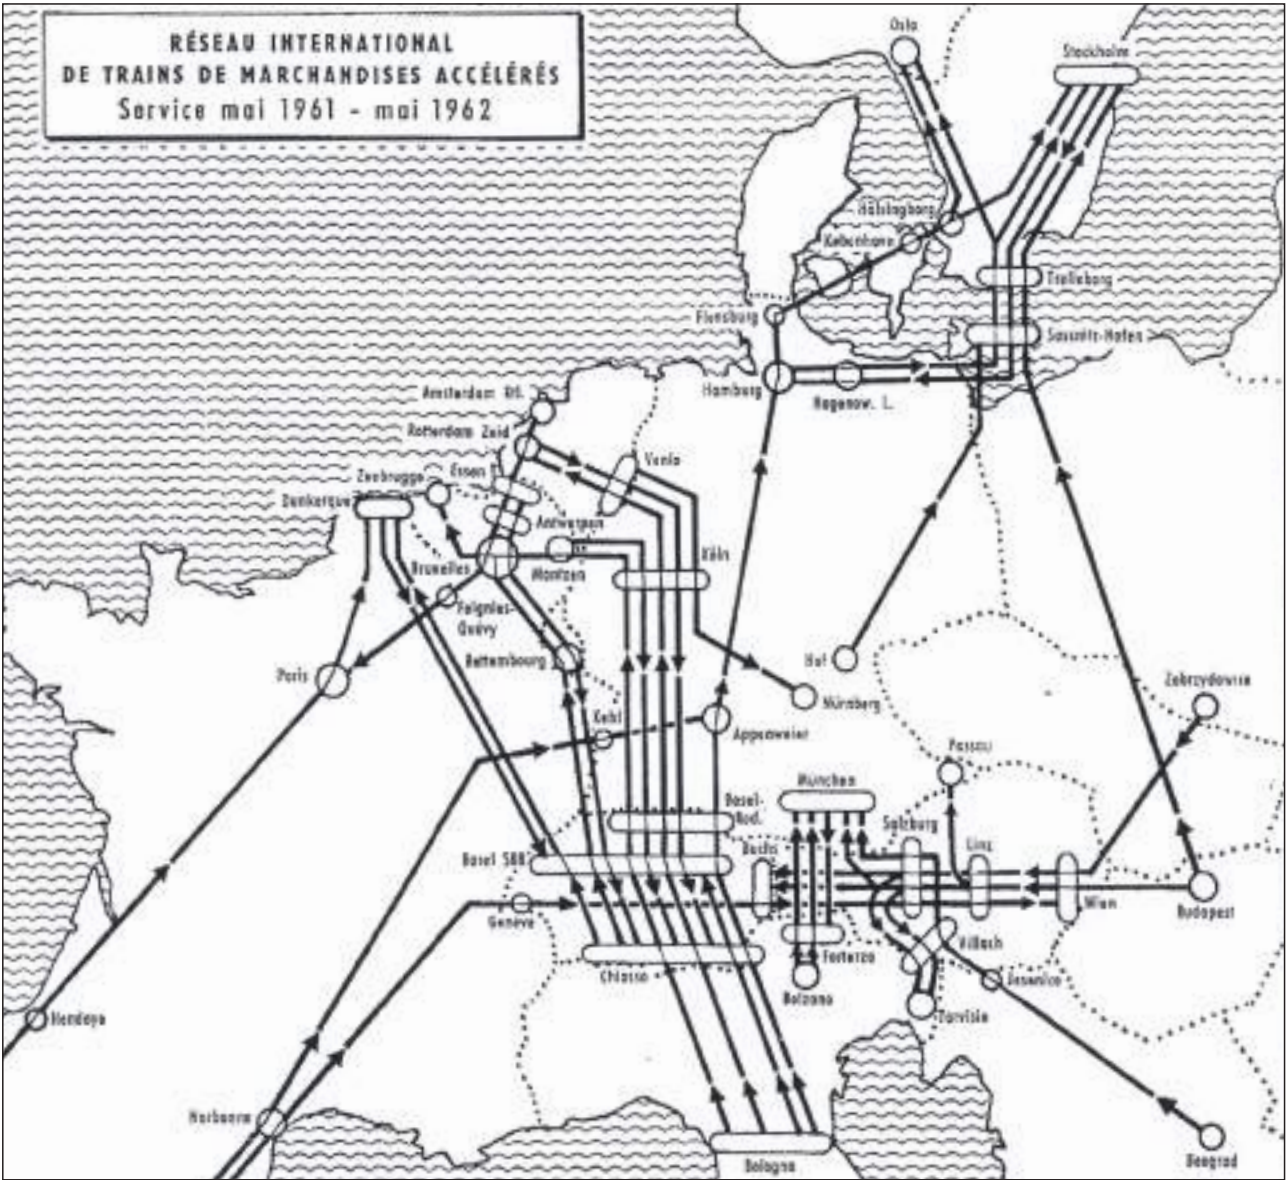 RÉSEAU INTERNATIONAL
DE TRAINS DE MARCHANDISES ACCÉLÉRÉS
Service mai 1961 - mai 1962
Oslo
Stockholm
Hälsingborg
København
Trelleborg
Flensburg
Sassnitz-Hafen
Hamburg
Hagenow. L.
Amsterdam
Rotterdam Zuid
Venlo
Essen
Zeebrugge
Dunkerque
Antwerpen
Köln
Bruxelles
Montzen
Feignies-
Quévy
Bettembourg
Hof
Paris
Nürnberg
Zebrzydowice
Kehl
Appenweier
Passau
München
Basel-
Bad.
Salzburg
Linz
Basel SBB
Buchs
Wien
Budapest
Genève
Villach
Fortezza
Chiasso
Jesenice
Bolzano
Tarvisio
Hendaye
Narbonne
Bologna
Beograd